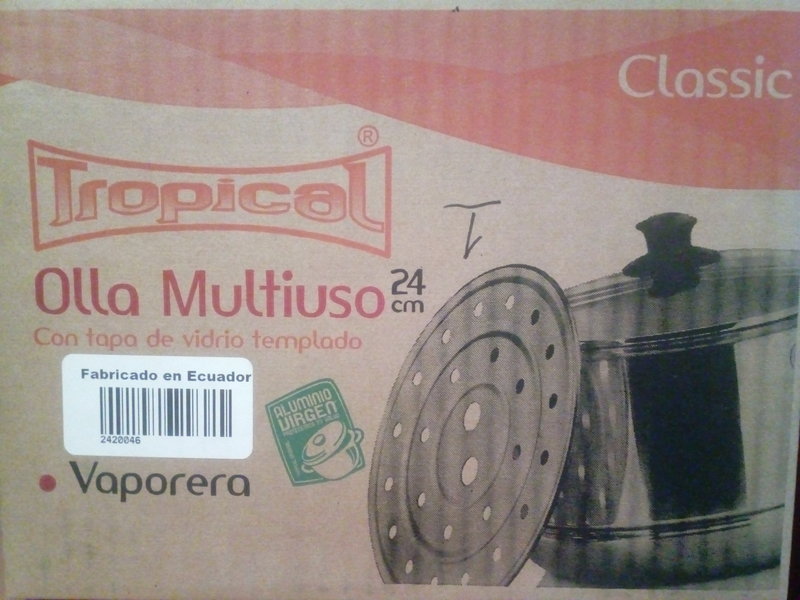 Classic
Tropical®
Olla Multiuso 24 cm
Con tapa de vidrio templado
Fabricado en Ecuador
2420046
ALUMINIO
VIRGEN
• Vaporera